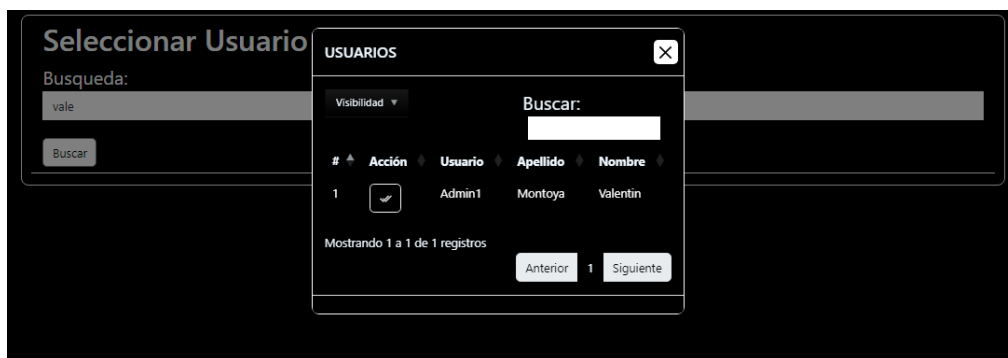 Seleccionar Usuario
Busqueda:
vale
Buscar
USUARIOS
Visibilidad ▼
Buscar:
# Acción Usuario Apellido Nombre
1 Admin1 Montoya Valentin
Mostrando 1 a 1 de 1 registros
Anterior 1 Siguiente